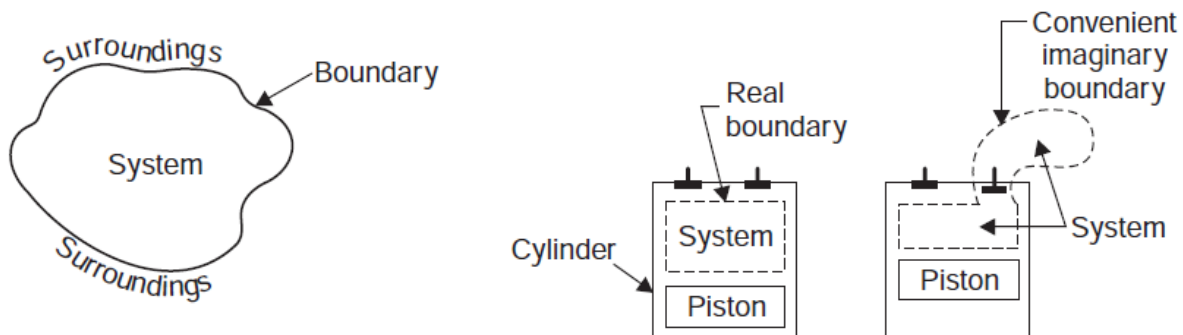 Surroundings
Boundary
System
Surroundings
Real
boundary
System
Cylinder
Piston
Convenient
imaginary
boundary
System
Piston